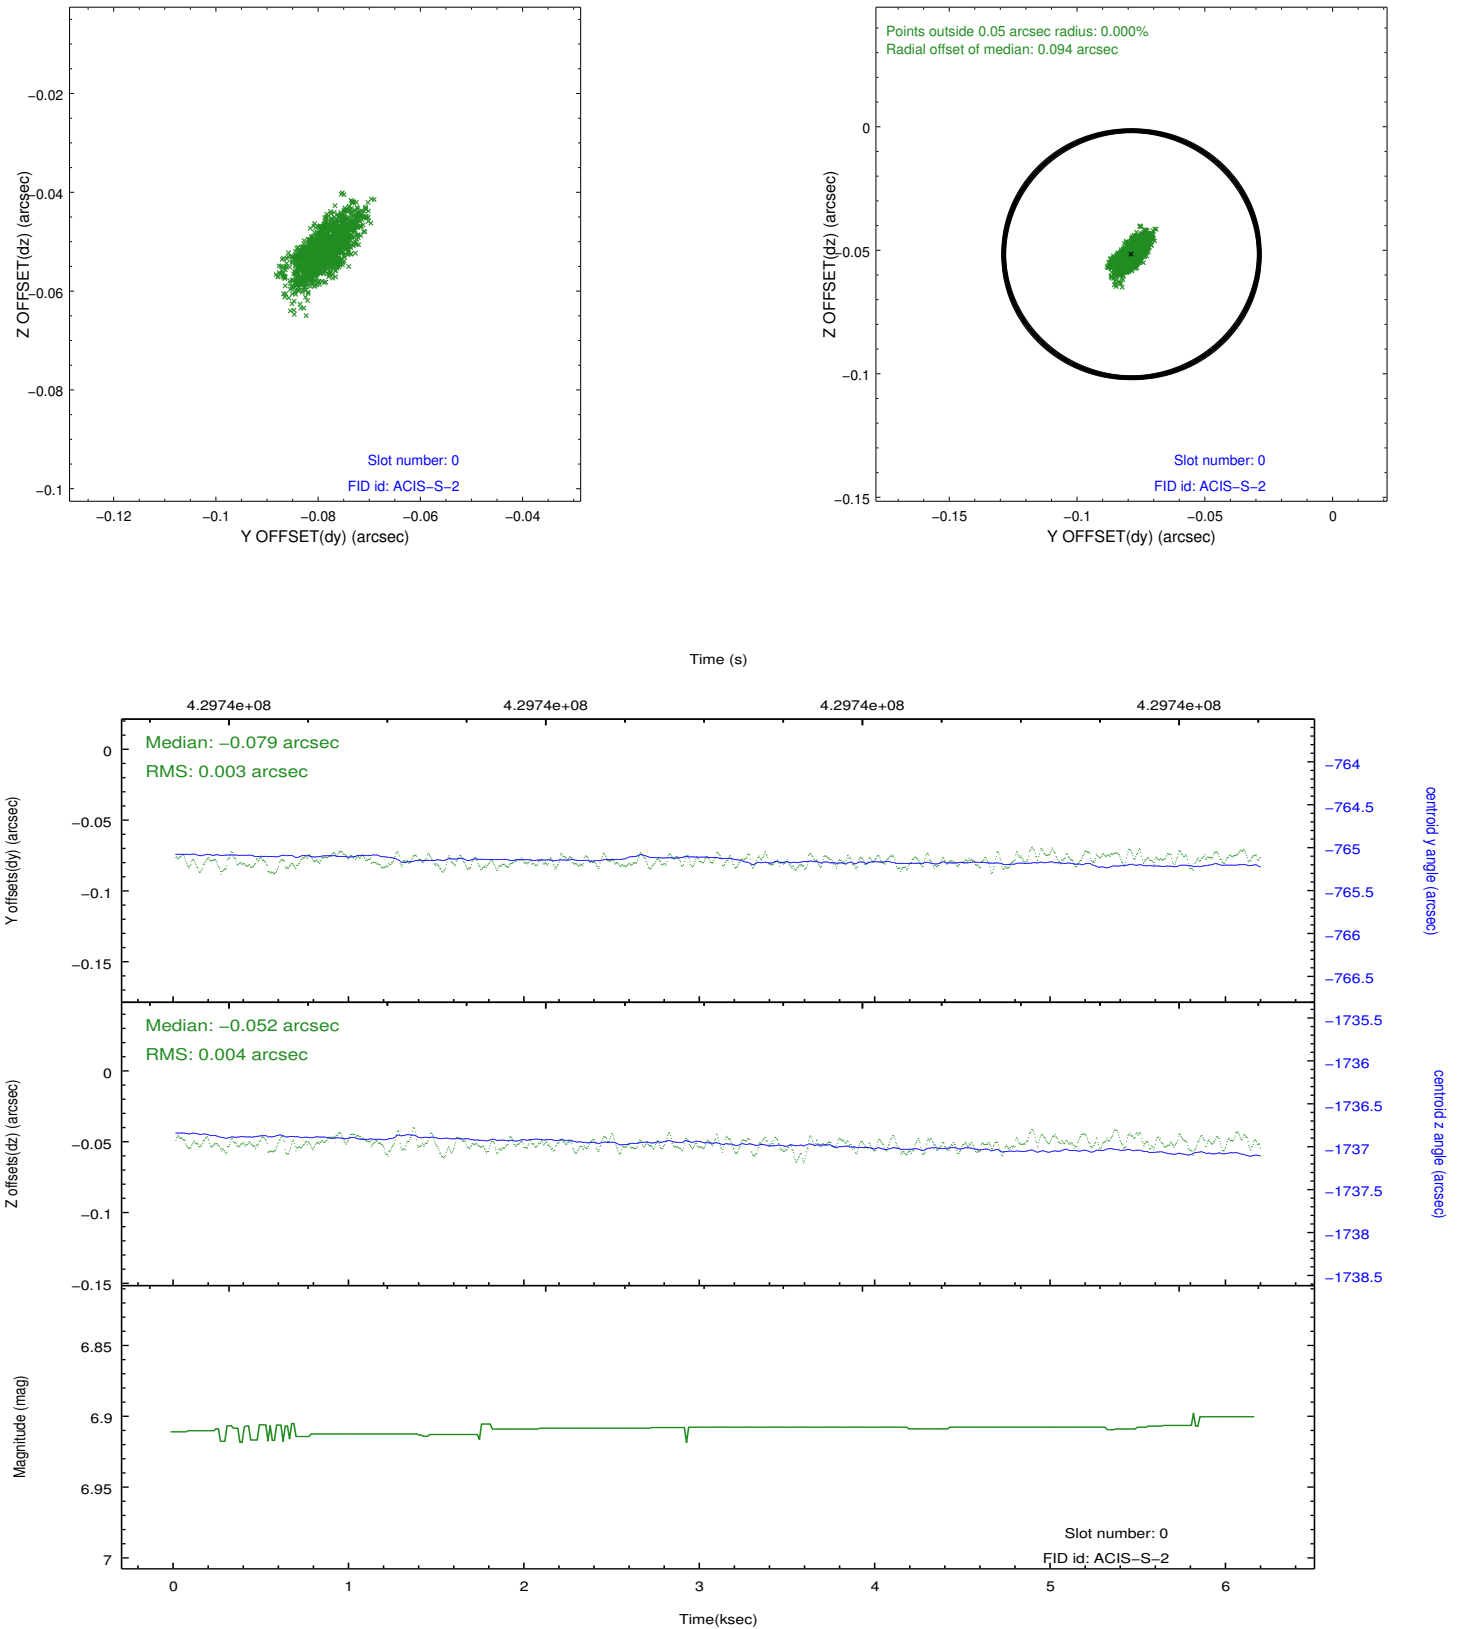 −0.02
−0.04
−0.06
−0.08
−0.1
Z OFFSET(dz) (arcsec)
Slot number: 0
FID id: ACIS−S−2
−0.12
−0.1
−0.08
−0.06
−0.04
Y OFFSET(dy) (arcsec)
Points outside 0.05 arcsec radius: 0.000%
Radial offset of median: 0.094 arcsec
0
−0.05
−0.1
−0.15
Z OFFSET(dz) (arcsec)
Slot number: 0
FID id: ACIS−S−2
−0.15
−0.1
−0.05
0
Y OFFSET(dy) (arcsec)
Time (s)
4.2974e+08
4.2974e+08
4.2974e+08
4.2974e+08
Median: −0.079 arcsec
RMS: 0.003 arcsec
0
−0.05
−0.1
−0.15
Y offsets(dy) (arcsec)
−764
−764.5
−765
−765.5
−766
−766.5
centroid y angle (arcsec)
Median: −0.052 arcsec
RMS: 0.004 arcsec
0
−0.05
−0.1
−0.15
Z offsets(dz) (arcsec)
−1735.5
−1736
−1736.5
−1737
−1737.5
−1738
−1738.5
centroid z angle (arcsec)
6.85
6.9
6.95
7
Magnitude (mag)
Slot number: 0
FID id: ACIS−S−2
0
1
2
3
4
5
6
Time(ksec)